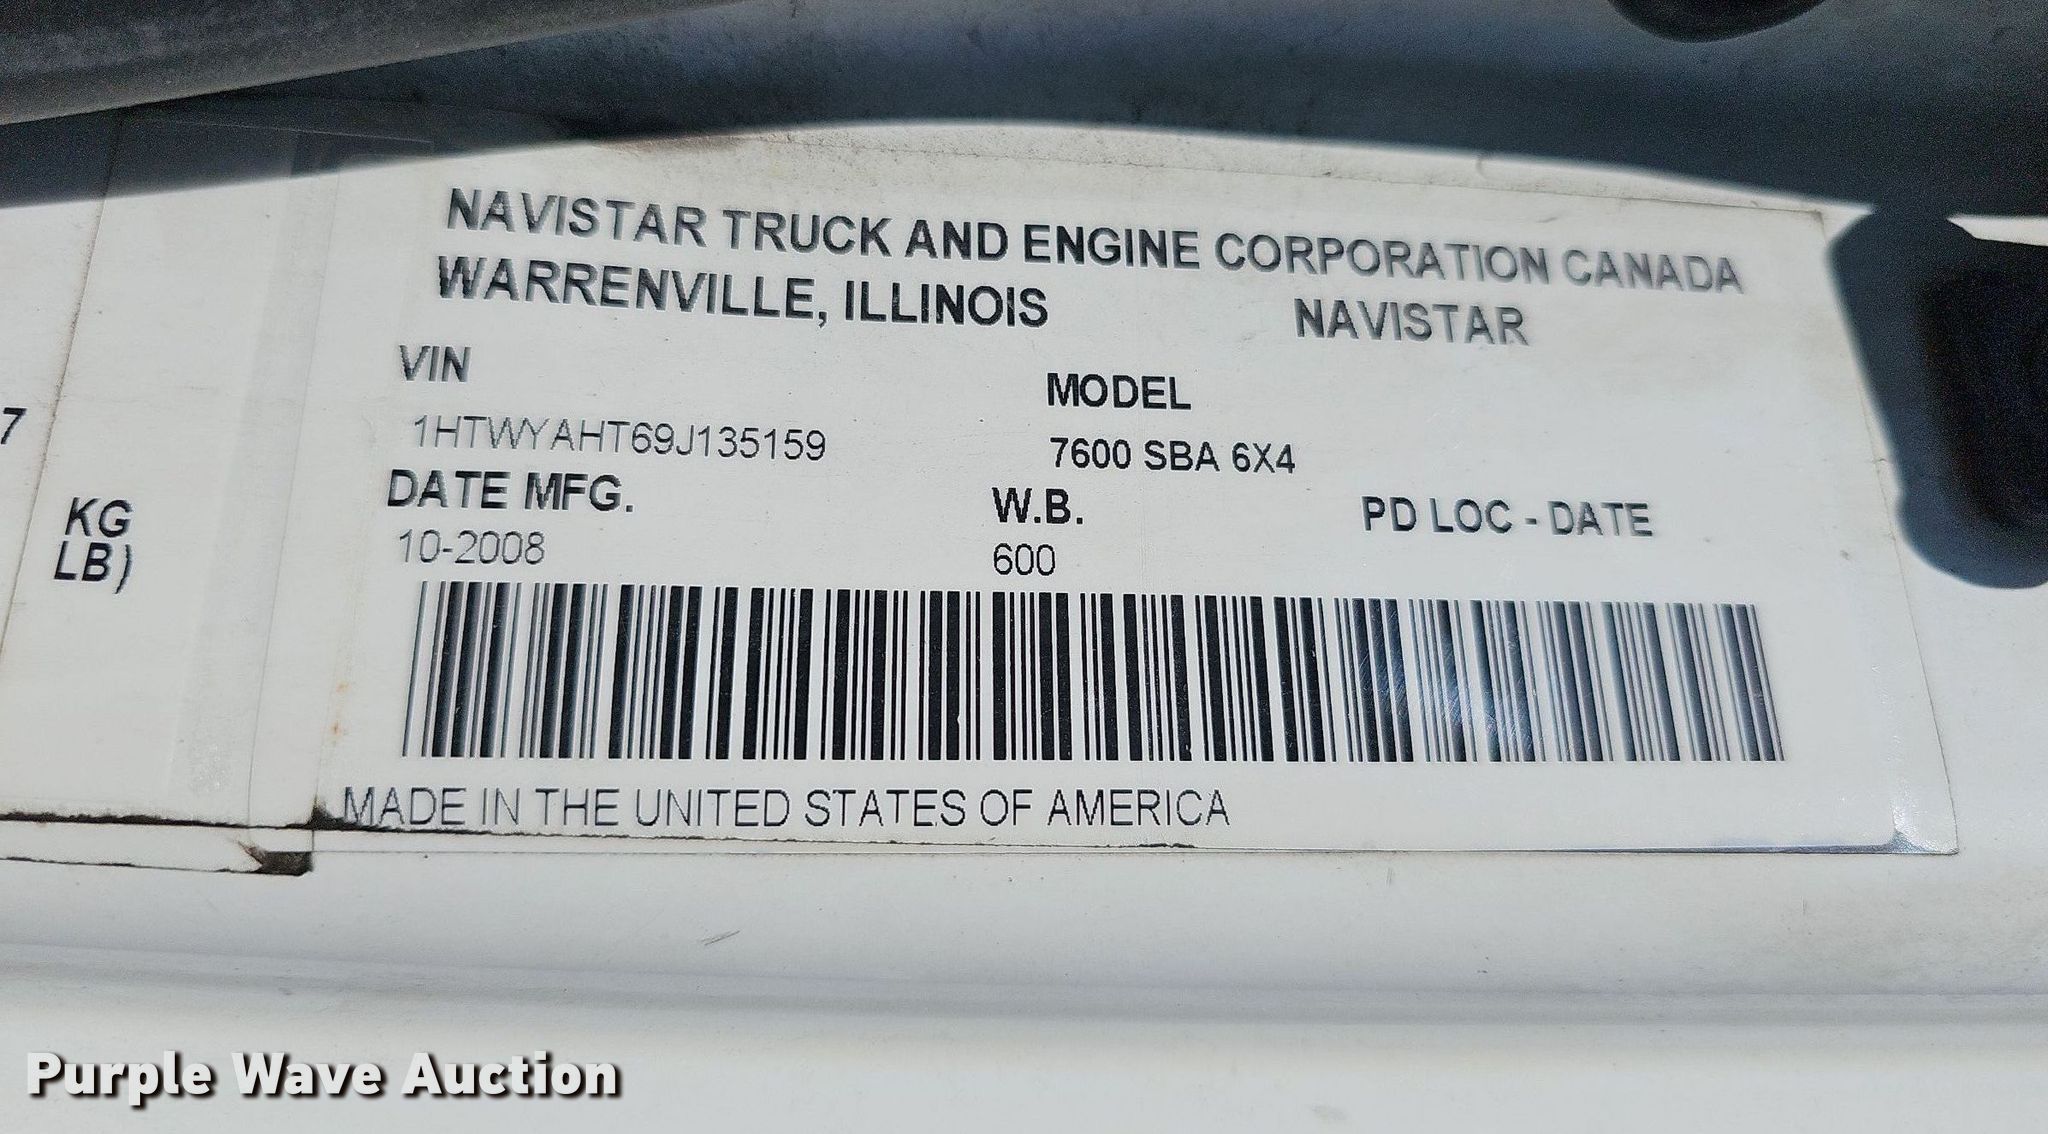 NAVISTAR TRUCK AND ENGINE CORPORATION CANADA
WARRENVILLE, ILLINOIS NAVISTAR
VIN MODEL
1HTWYAHT69J135159 7600 SBA 6X4
DATE MFG. W.B. PD LOC - DATE
10-2008 600
7
KG
LB)
MADE IN THE UNITED STATES OF AMERICA
Purple Wave Auction